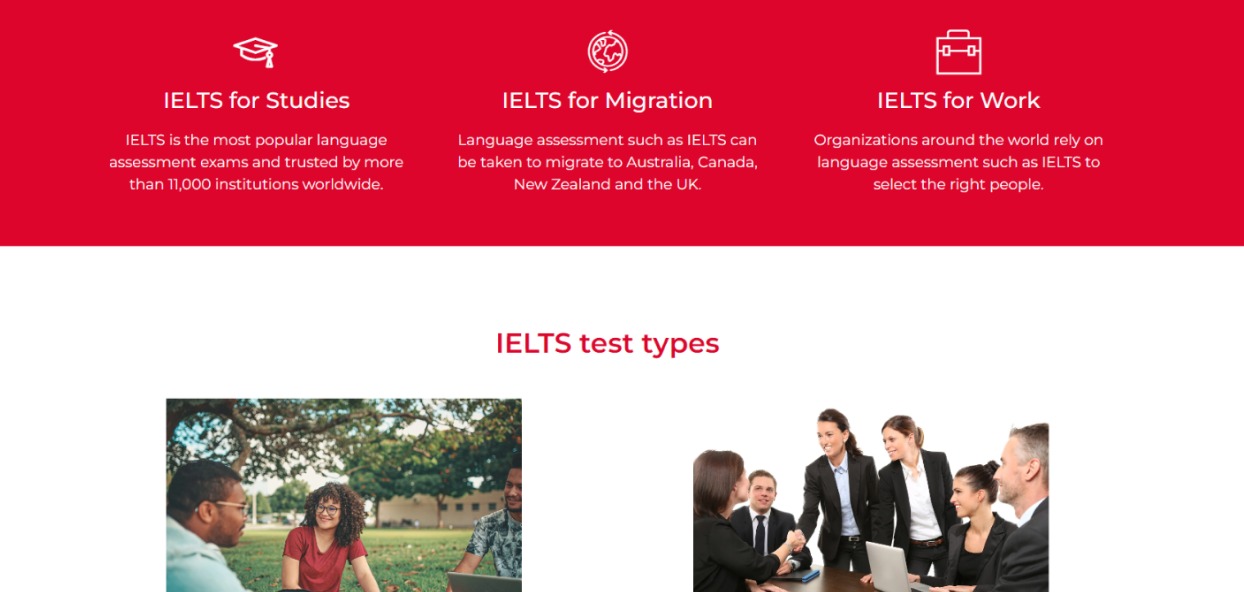 IELTS for Studies
IELTS is the most popular language
assessment exams and trusted by more
than 11,000 institutions worldwide.
IELTS for Migration
Language assessment such as IELTS can
be taken to migrate to Australia, Canada,
New Zealand and the UK.
IELTS for Work
Organizations around the world rely on
language assessment such as IELTS to
select the right people.
IELTS test types